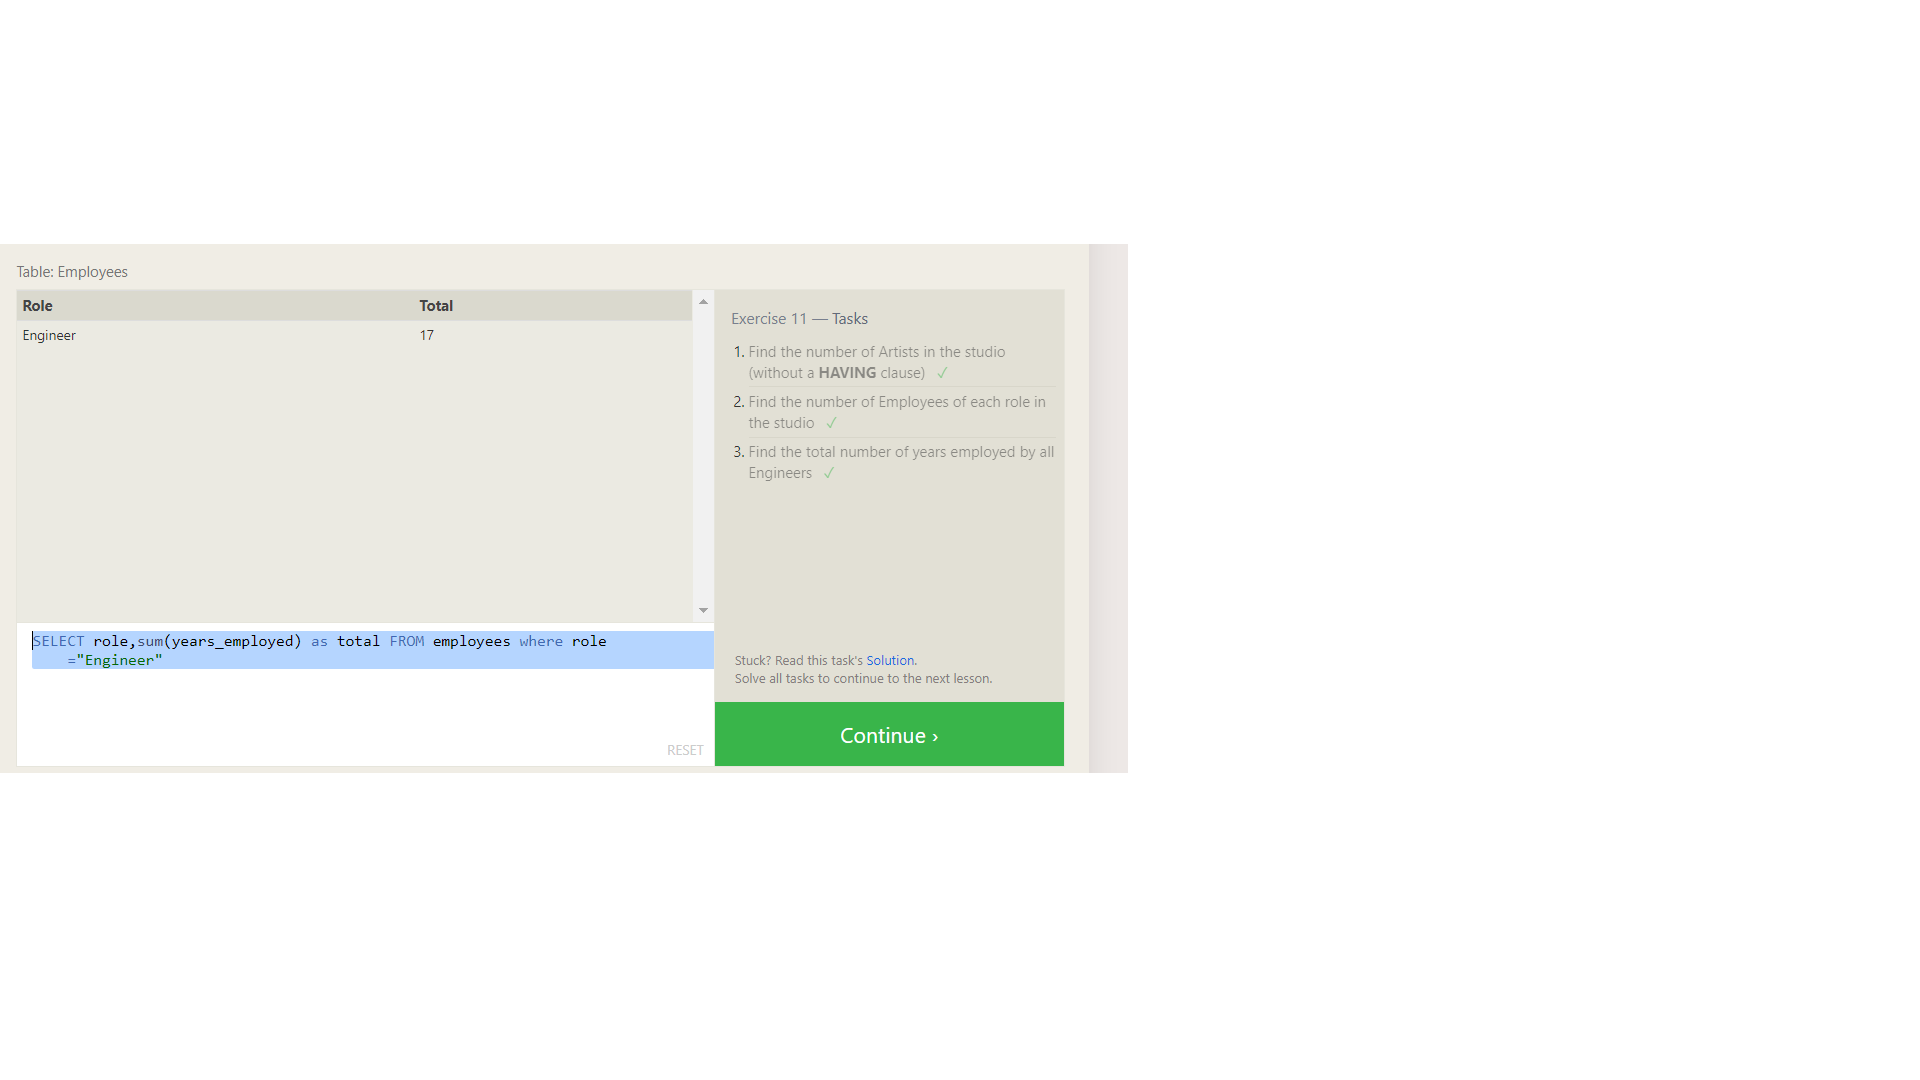 Table: Employees
Role Total
Engineer 17
SELECT role,sum(years_employed) as total FROM employees where role
="Engineer"
RESET
Exercise 11 — Tasks
1. Find the number of Artists in the studio
(without a HAVING clause) ✓
2. Find the number of Employees of each role in
the studio ✓
3. Find the total number of years employed by all
Engineers ✓
Stuck? Read this task's Solution.
Solve all tasks to continue to the next lesson.
Continue ›